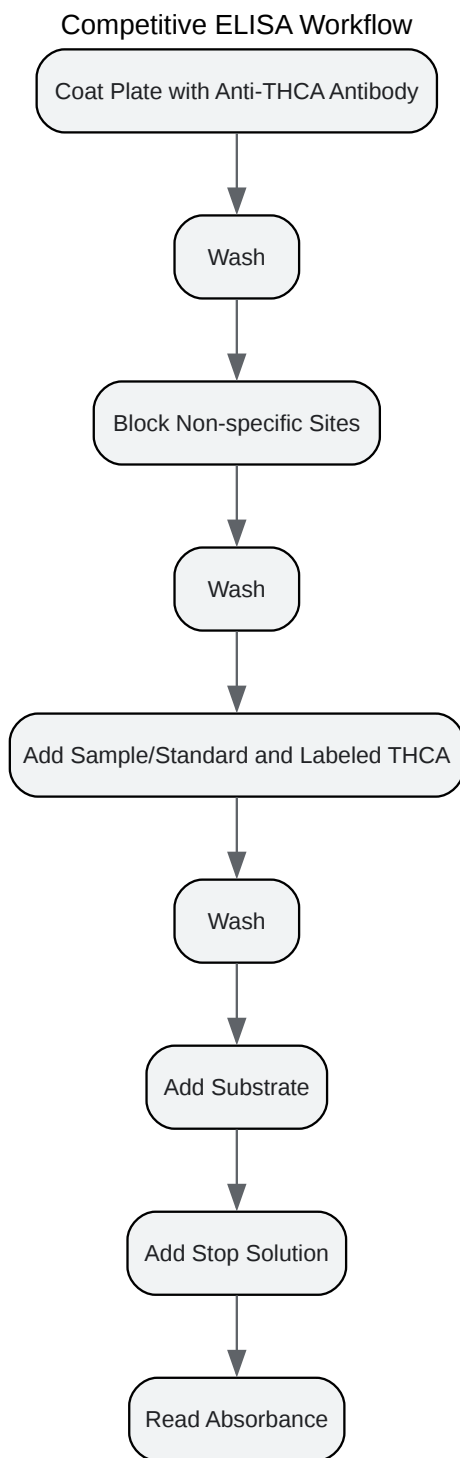 Competitive ELISA Workflow
Coat Plate with Anti-THCA Antibody
Wash
Block Non-specific Sites
Wash
Add Sample/Standard and Labeled THCA
Wash
Add Substrate
Add Stop Solution
Read Absorbance